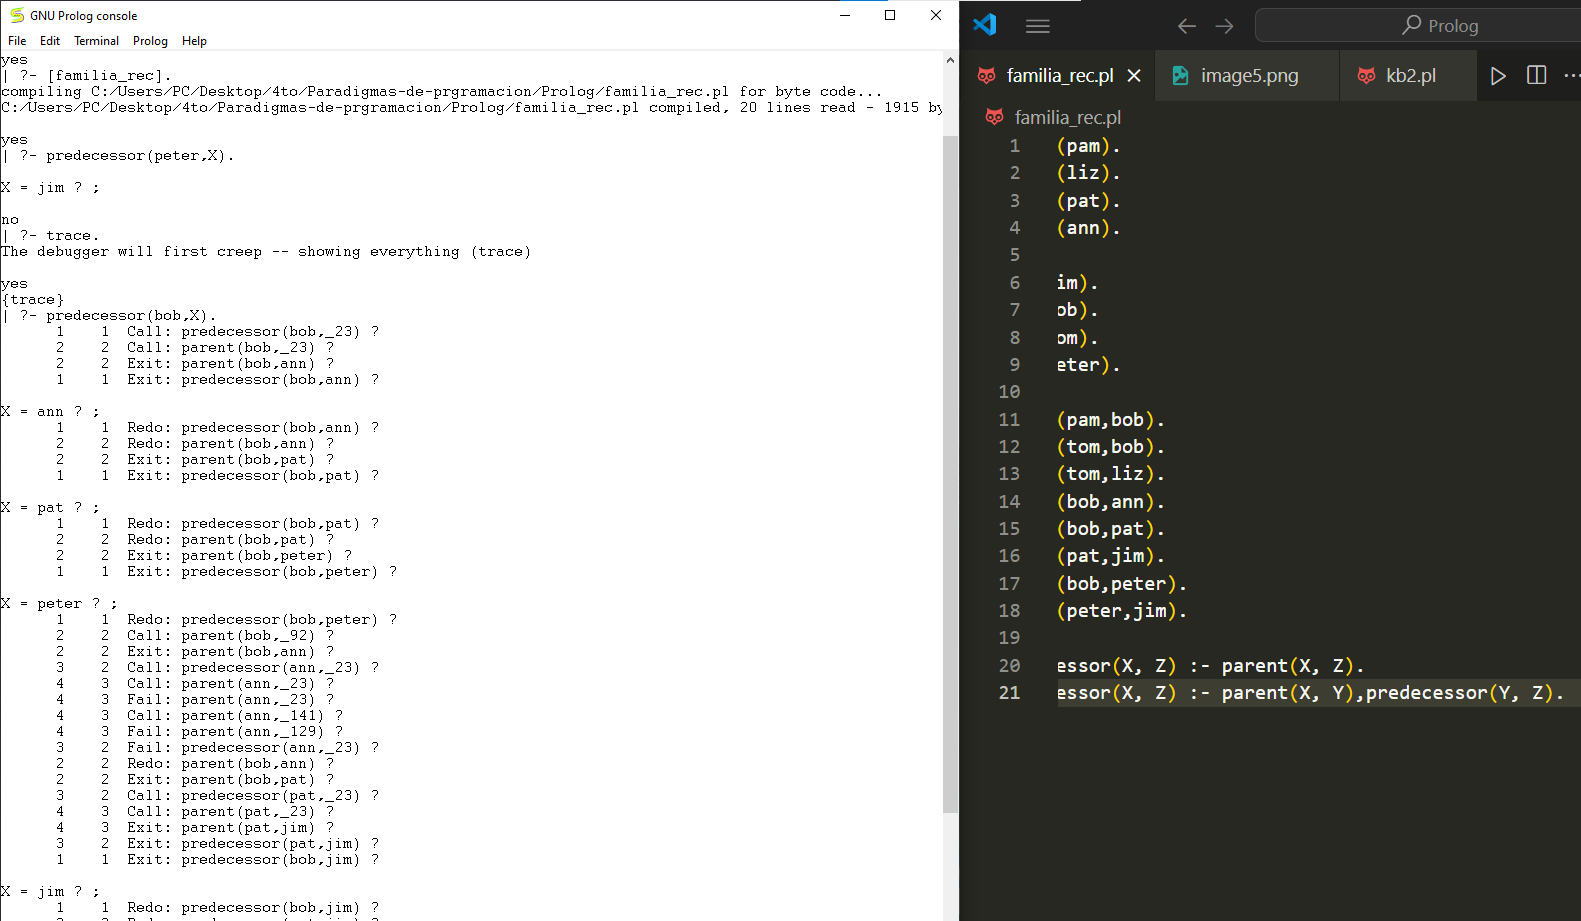 GNU Prolog console
File Edit Terminal Prolog Help
yes
| ?- [familia_rec].
compiling C:/Users/PC/Desktop/4to/Paradigmas-de-prgramacion/Prolog/familia_rec.pl for byte code...
C:/Users/PC/Desktop/4to/Paradigmas-de-prgramacion/Prolog/familia_rec.pl compiled, 20 lines read - 1915 by
yes
| ?- predecessor(peter,X).
X = jim ? ;
no
| ?- trace.
The debugger will first creep -- showing everything (trace)
yes
{trace}
| ?- predecessor(bob,X).
1 1 Call: predecessor(bob,_23) ?
2 2 Call: parent(bob,_23) ?
2 2 Exit: parent(bob,ann) ?
1 1 Exit: predecessor(bob,ann) ?
X = ann ? ;
1 1 Redo: predecessor(bob,ann) ?
2 2 Redo: parent(bob,ann) ?
2 2 Exit: parent(bob,pat) ?
1 1 Exit: predecessor(bob,pat) ?
X = pat ? ;
1 1 Redo: predecessor(bob,pat) ?
2 2 Redo: parent(bob,pat) ?
2 2 Exit: parent(bob,peter) ?
1 1 Exit: predecessor(bob,peter) ?
X = peter ? ;
1 1 Redo: predecessor(bob,peter) ?
2 2 Call: parent(bob,_92) ?
2 2 Exit: parent(bob,ann) ?
3 2 Call: predecessor(ann,_23) ?
4 3 Call: parent(ann,_23) ?
4 3 Fail: parent(ann,_23) ?
4 3 Call: parent(ann,_141) ?
4 3 Fail: parent(ann,_129) ?
3 2 Fail: predecessor(ann,_23) ?
2 2 Redo: parent(bob,ann) ?
2 2 Exit: parent(bob,pat) ?
3 2 Call: predecessor(pat,_23) ?
4 3 Call: parent(pat,_23) ?
4 3 Exit: parent(pat,jim) ?
3 2 Exit: predecessor(pat,jim) ?
1 1 Exit: predecessor(bob,jim) ?
X = jim ? ;
1 1 Redo: predecessor(bob,jim) ?
Prolog
familia_rec.pl image5.png kb2.pl
familia_rec.pl
1 (pam).
2 (liz).
3 (pat).
4 (ann).
5
6 im).
7 ob).
8 om).
9 eter).
10
11 (pam,bob).
12 (tom,bob).
13 (tom,liz).
14 (bob,ann).
15 (bob,pat).
16 (pat,jim).
17 (bob,peter).
18 (peter,jim).
19
20 essor(X, Z) :- parent(X, Z).
21 essor(X, Z) :- parent(X, Y),predecessor(Y, Z).